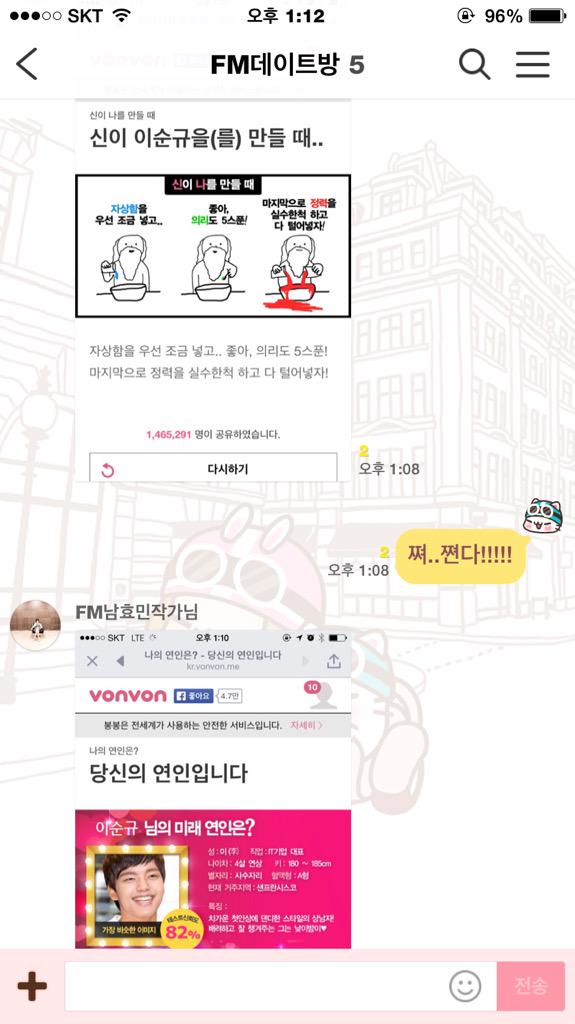 SKT
오후 1:12
96%
FM데이트방 5
신이 나를 만들 때
신이 이순규을(를) 만들 때..
신이 나를 만들 때
자상함을
우선 조금 넣고..
좋아,
의리도 5스푼!
마지막으로 정력을
실수한척 하고
다 털어넣자!
자상함을 우선 조금 넣고.. 좋아, 의리도 5스푼!
마지막으로 정력을 실수한척 하고 다 털어넣자!
1,465,291 명이 공유하였습니다.
다시하기
2
오후 1:08
쪄..쩐다!!!!!
2
오후 1:08
FM남효민작가님
SKT LTE
오후 1:10
나의 연인은? - 당신의 연인입니다
kr.vonvon.me
vonvon
좋아요
4.7만
10
봉봉은 전세계가 사용하는 안전한 서비스입니다. 자세히 >
나의 연인은?
당신의 연인입니다
이순규 님의 미래 연인은?
성 : 이 (李) 직업 : IT기업 대표
나이차 : 4살 연상 키 : 180 ~ 185cm
별자리 : 사수자리 혈액형 : A형
현재 거주지역 : 샌프란시스코
특징 :
차가운 첫인상에 댄디한 스타일의 상남자!
배려하고 잘 챙겨주는 그는 낮이밤이♥
가장 비슷한 이미지
테스트신뢰도
82%
전송